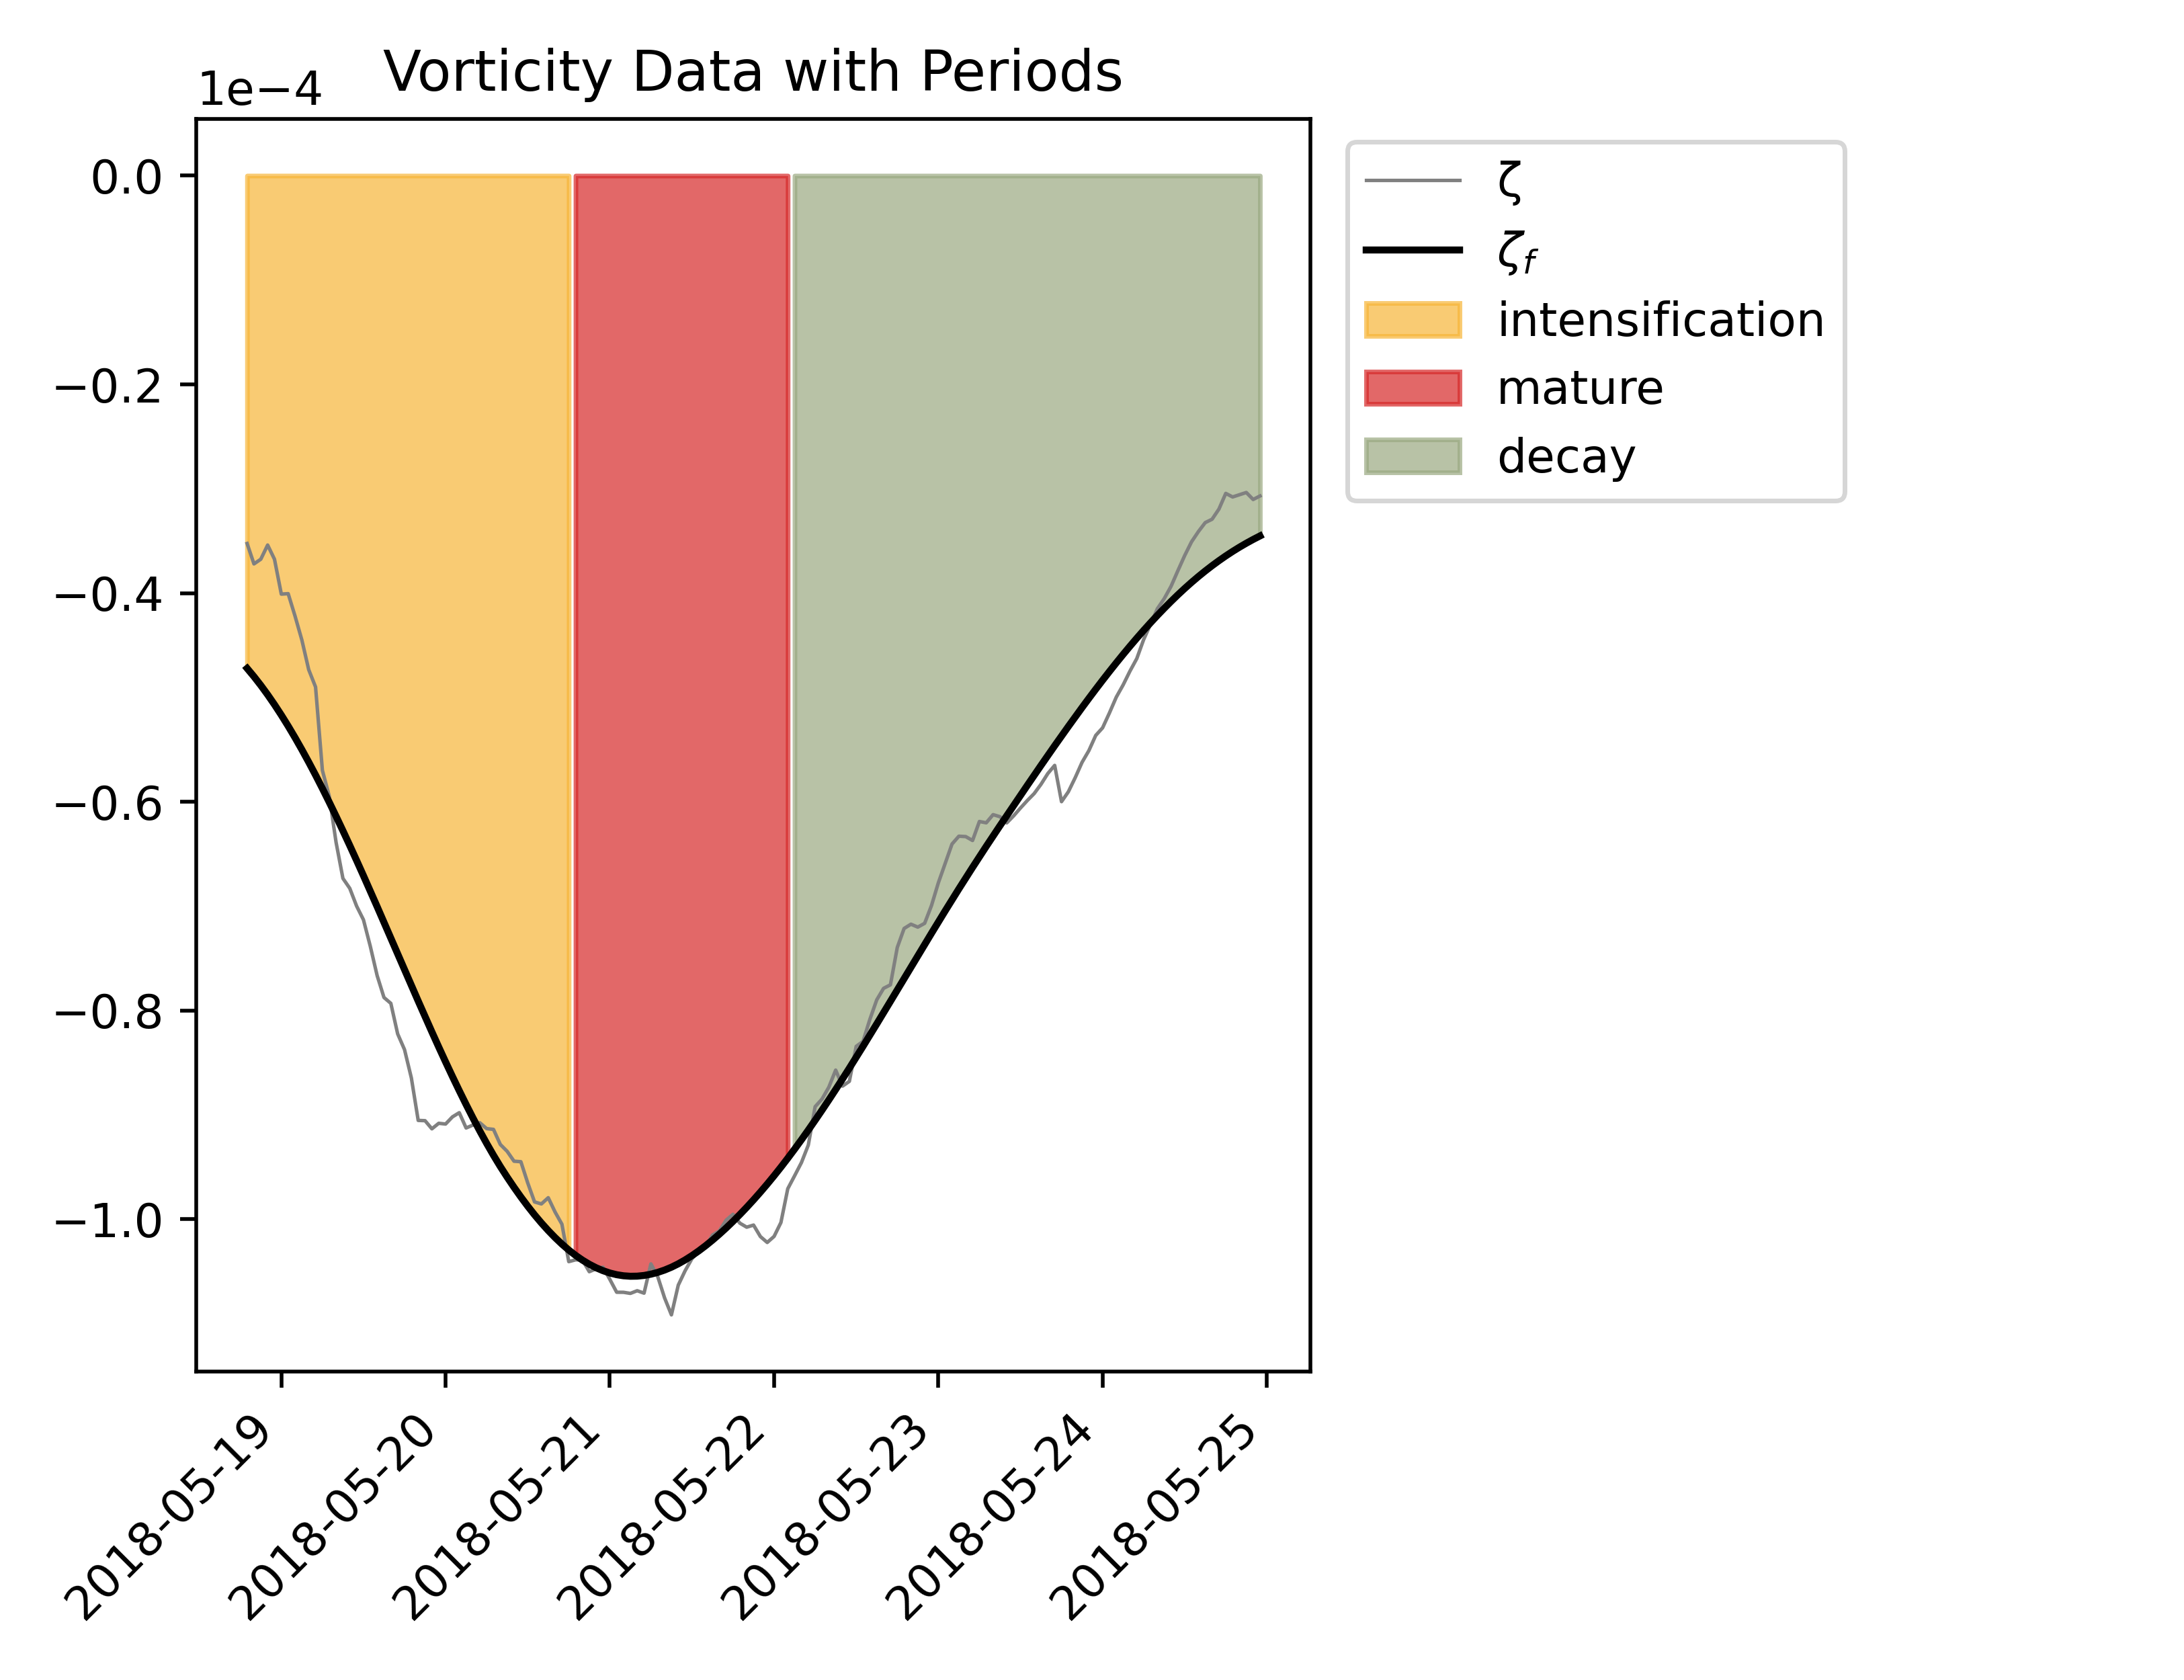 Vorticity Data with Periods
1e−4
0.0
−0.2
−0.4
−0.6
−0.8
−1.0
2018-05-19
2018-05-20
2018-05-21
2018-05-22
2018-05-23
2018-05-24
2018-05-25
ζ
ζf
intensification
mature
decay